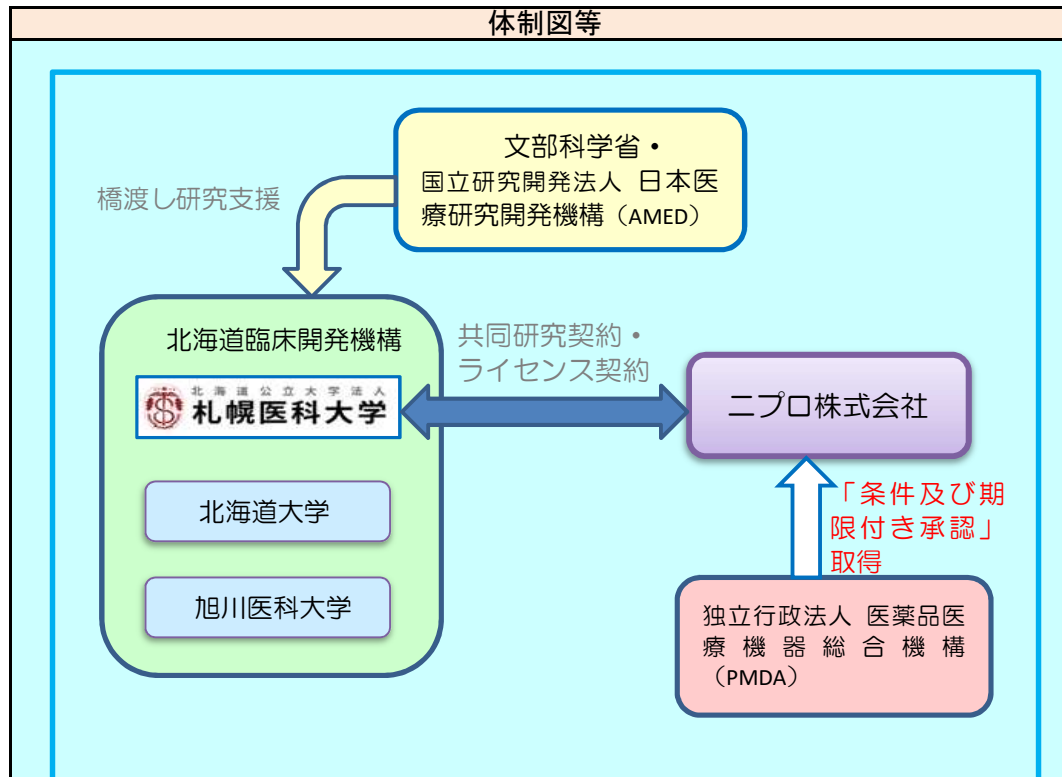 体制図等
文部科学省・
国立研究開発法人 日本医
療研究開発機構（AMED）
橋渡し研究支援
北海道臨床開発機構
北海道公立大学法人
札幌医科大学
北海道大学
旭川医科大学
共同研究契約・
ライセンス契約
ニプロ株式会社
「条件及び期
限付き承認」
取得
独立行政法人 医薬品医
療機器総合機構
（PMDA）